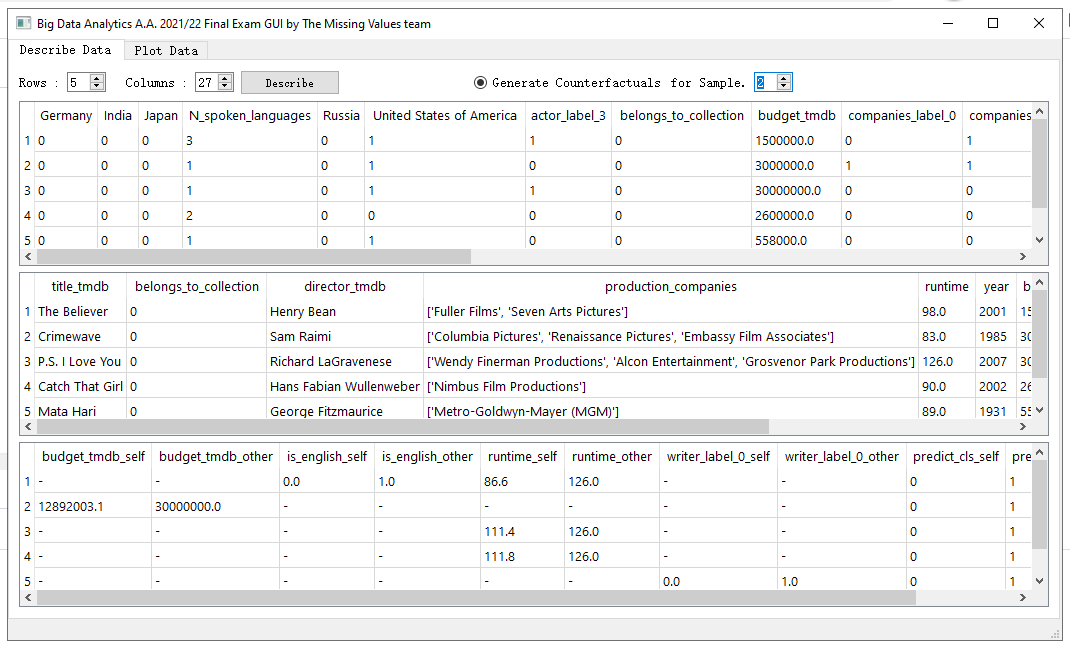 Big Data Analytics A.A. 2021/22 Final Exam GUI by The Missing Values team
Describe Data Plot Data
Rows : 5 Columns : 27 Describe Generate Counterfactuals for Sample. 2
Germany India Japan N_spoken_languages Russia United States of America actor_label_3 belongs_to_collection budget_tmdb companies_label_0 companies
1 0 0 0 3 0 1 1 0 1500000.0 0 1
2 0 0 0 1 0 1 0 0 3000000.0 1 1
3 0 0 0 1 0 1 1 0 30000000.0 0 0
4 0 0 0 2 0 0 0 0 2600000.0 0 0
5 0 0 0 1 0 1 0 0 558000.0 0 0
title_tmdb belongs_to_collection director_tmdb production_companies runtime year b
1 The Believer 0 Henry Bean ['Fuller Films', 'Seven Arts Pictures'] 98.0 2001 15
2 Crimewave 0 Sam Raimi ['Columbia Pictures', 'Renaissance Pictures', 'Embassy Film Associates'] 83.0 1985 30
3 P.S. I Love You 0 Richard LaGravenese ['Wendy Finerman Productions', 'Alcon Entertainment', 'Grosvenor Park Productions'] 126.0 2007 30
4 Catch That Girl 0 Hans Fabian Wullenweber ['Nimbus Film Productions'] 90.0 2002 26
5 Mata Hari 0 George Fitzmaurice ['Metro-Goldwyn-Mayer (MGM)'] 89.0 1931 55
budget_tmdb_self budget_tmdb_other is_english_self is_english_other runtime_self runtime_other writer_label_0_self writer_label_0_other predict_cls_self pre
1 - - 0.0 1.0 86.6 126.0 - - 0 1
2 12892003.1 30000000.0 - - - - - - 0 1
3 - - - - 111.4 126.0 - - 0 1
4 - - - - 111.8 126.0 - - 0 1
5 - - - - - - 0.0 1.0 0 1